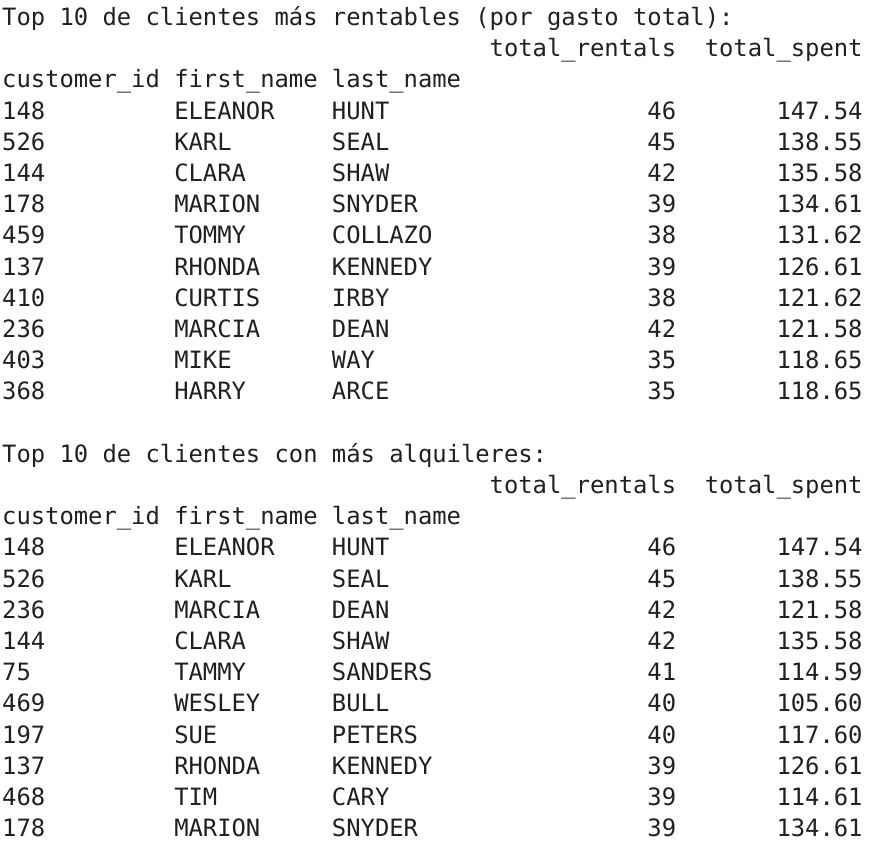 Top 10 de clientes más rentables (por gasto total):
                                  total_rentals  total_spent
customer_id first_name last_name
148         ELEANOR    HUNT                  46       147.54
526         KARL       SEAL                  45       138.55
144         CLARA      SHAW                  42       135.58
178         MARION     SNYDER                39       134.61
459         TOMMY      COLLAZO               38       131.62
137         RHONDA     KENNEDY               39       126.61
410         CURTIS     IRBY                  38       121.62
236         MARCIA     DEAN                  42       121.58
403         MIKE       WAY                   35       118.65
368         HARRY      ARCE                  35       118.65

Top 10 de clientes con más alquileres:
                                  total_rentals  total_spent
customer_id first_name last_name
148         ELEANOR    HUNT                  46       147.54
526         KARL       SEAL                  45       138.55
236         MARCIA     DEAN                  42       121.58
144         CLARA      SHAW                  42       135.58
75          TAMMY      SANDERS               41       114.59
469         WESLEY     BULL                  40       105.60
197         SUE        PETERS                40       117.60
137         RHONDA     KENNEDY               39       126.61
468         TIM        CARY                  39       114.61
178         MARION     SNYDER                39       134.61